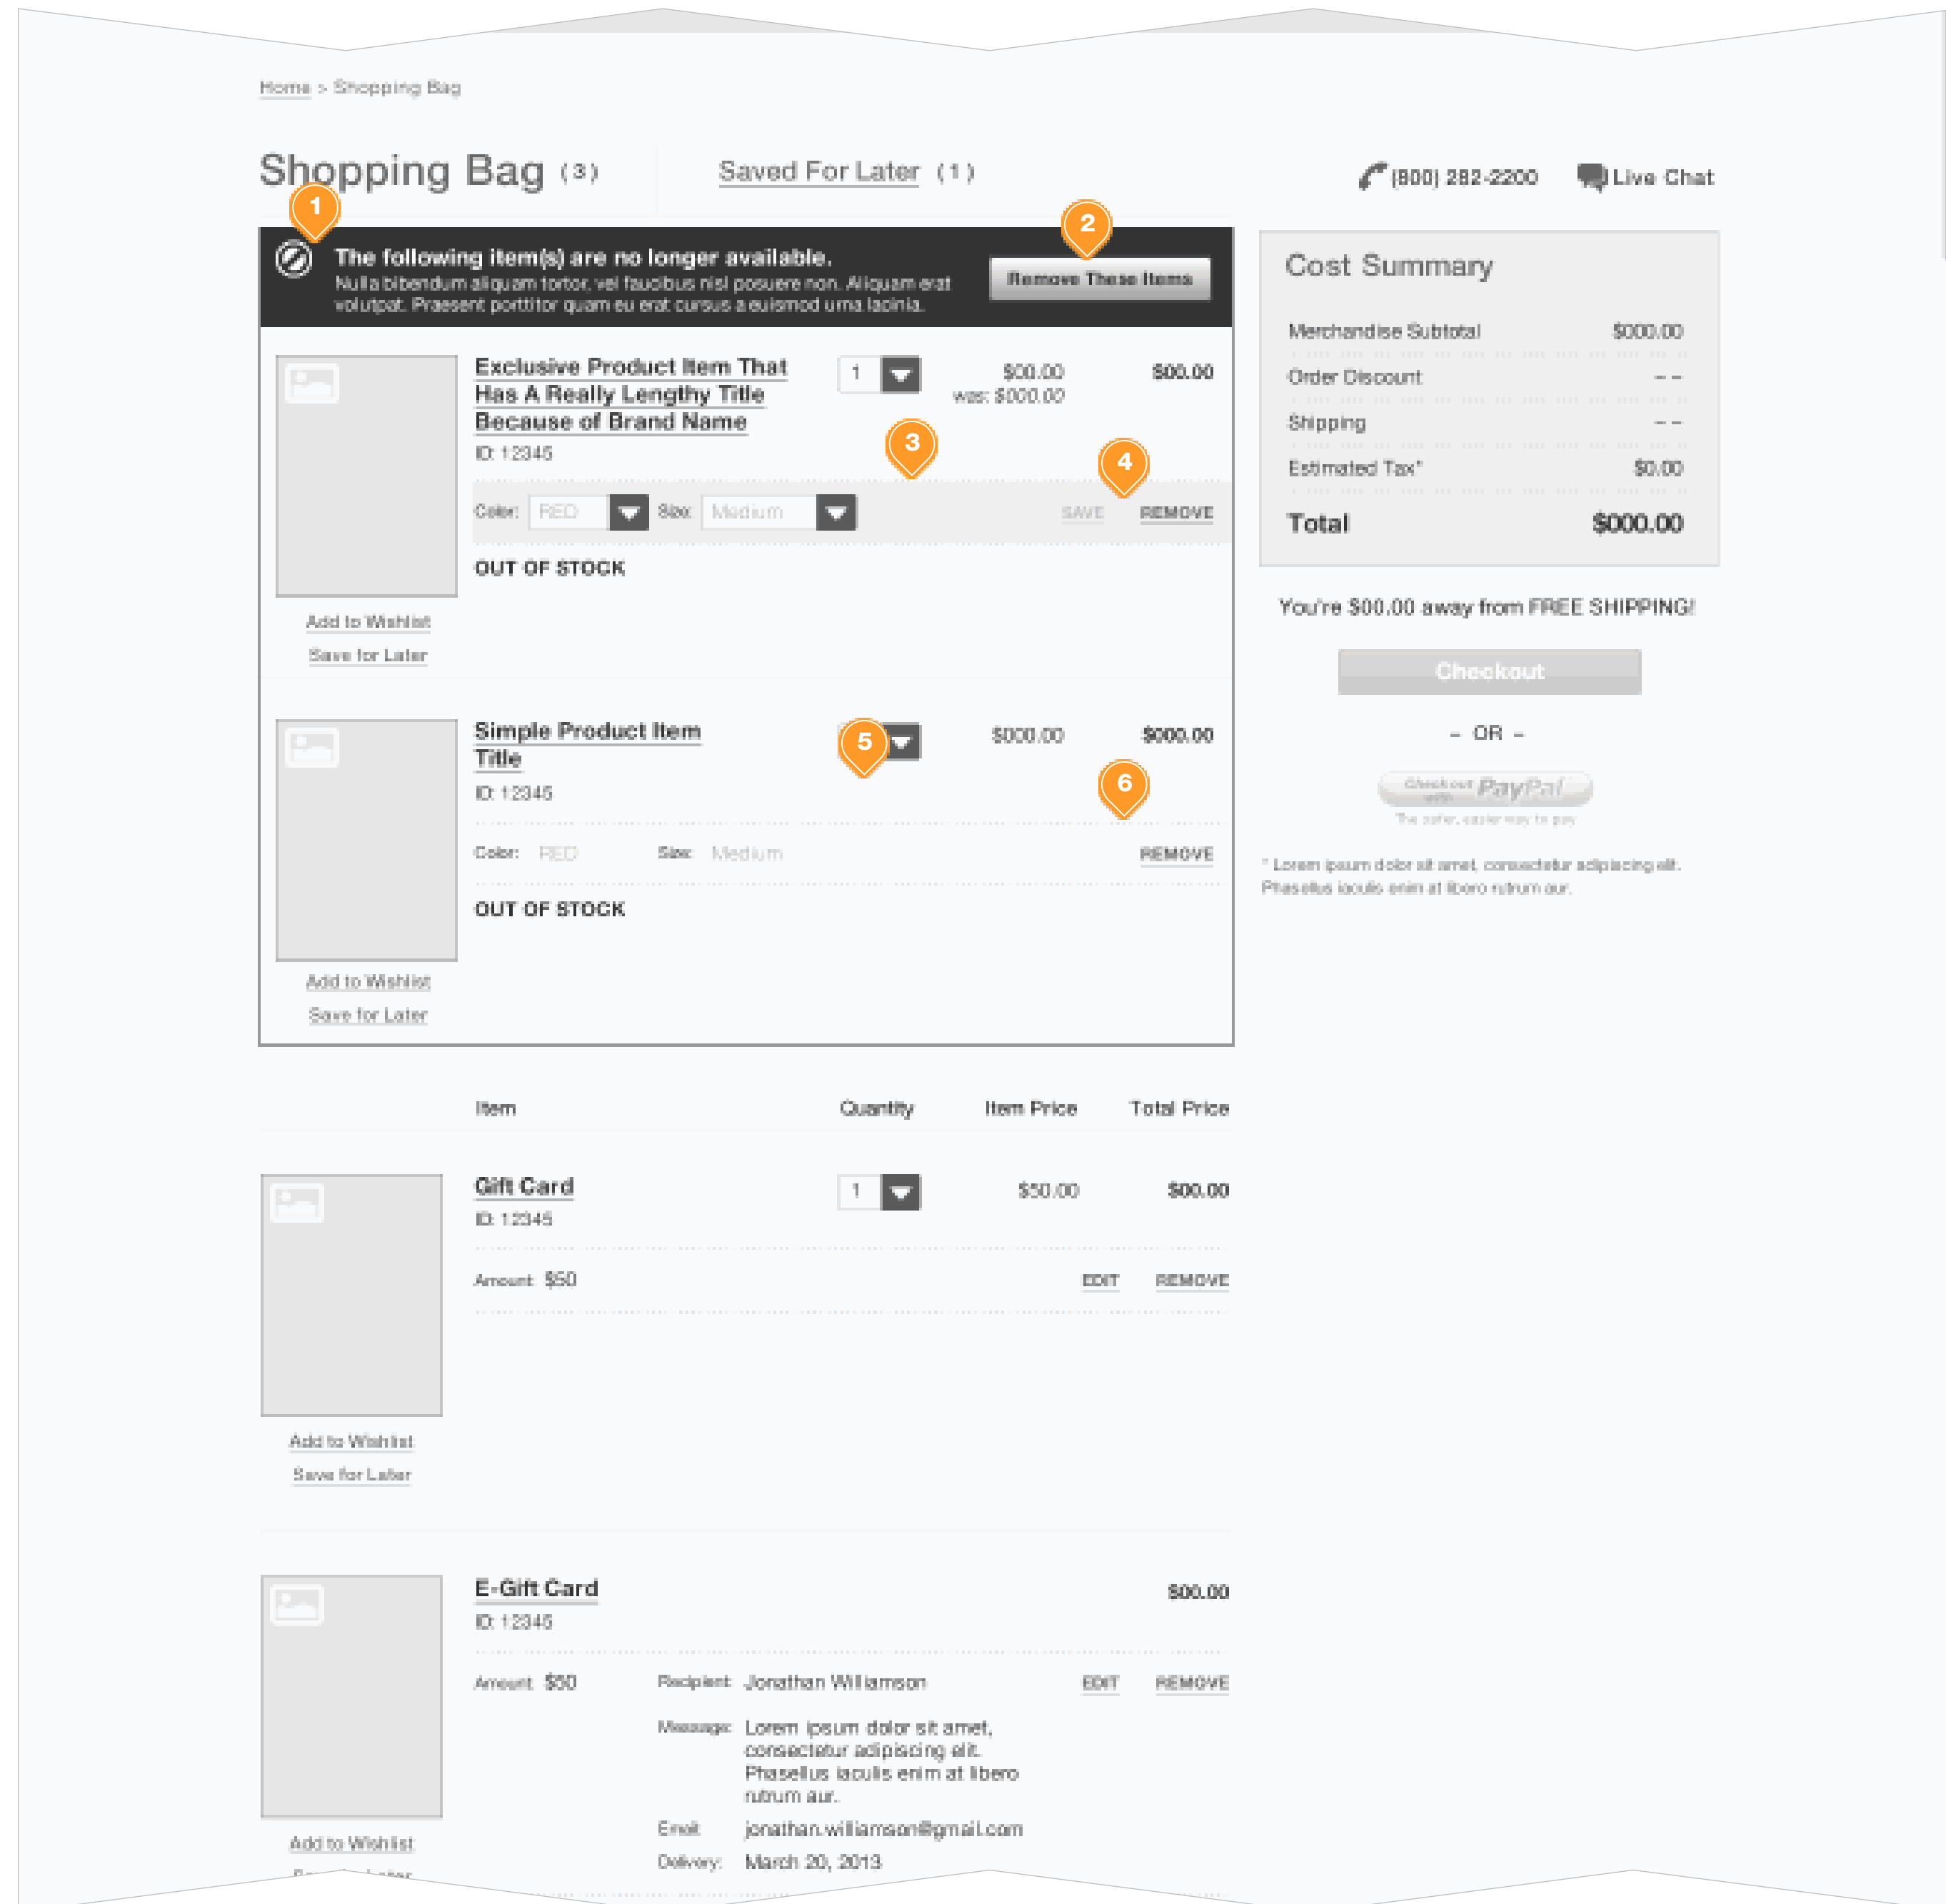 Home > Shopping Bag
Shopping Bag (3)
Saved For Later (1)
(800) 282-2200
Live Chat
1
2
The following item(s) are no longer available.
Nulla bibendum aliquam tortor, vel faucibus nisl posuere non. Aliquam erat
volutpat. Praesent porttitor quam eu erat cursus a euismod urna lacinia.
Remove These Items
Exclusive Product Item That
Has A Really Lengthy Title
Because of Brand Name
ID: 12345
1
$00.00
was: $000.00
$00.00
3
4
Color: RED
Size: Medium
SAVE
REMOVE
OUT OF STOCK
Add to Wishlist
Save for Later
Simple Product Item
Title
ID: 12345
5
$000.00
$000.00
6
Color: RED
Size: Medium
REMOVE
OUT OF STOCK
Add to Wishlist
Save for Later
Cost Summary
Merchandise Subtotal $000.00
Order Discount – –
Shipping – –
Estimated Tax* $0.00
Total $000.00
You're $00.00 away from FREE SHIPPING!
Checkout
– OR –
Checkout with PayPal
The safer, easier way to pay
* Lorem ipsum dolor sit amet, consectetur adipiscing elit.
Phasellus iaculis enim at libero rutrum aur.
Item Quantity Item Price Total Price
Gift Card
ID: 12345
1
$50.00
$00.00
Amount: $50
EDIT
REMOVE
Add to Wishlist
Save for Later
E-Gift Card
ID: 12345
$00.00
Amount: $50
Recipient: Jonathan Williamson
EDIT
REMOVE
Message: Lorem ipsum dolor sit amet,
consectetur adipiscing elit.
Phasellus iaculis enim at libero
rutrum aur.
Email: jonathan.williamson@gmail.com
Delivery: March 20, 2013
Add to Wishlist